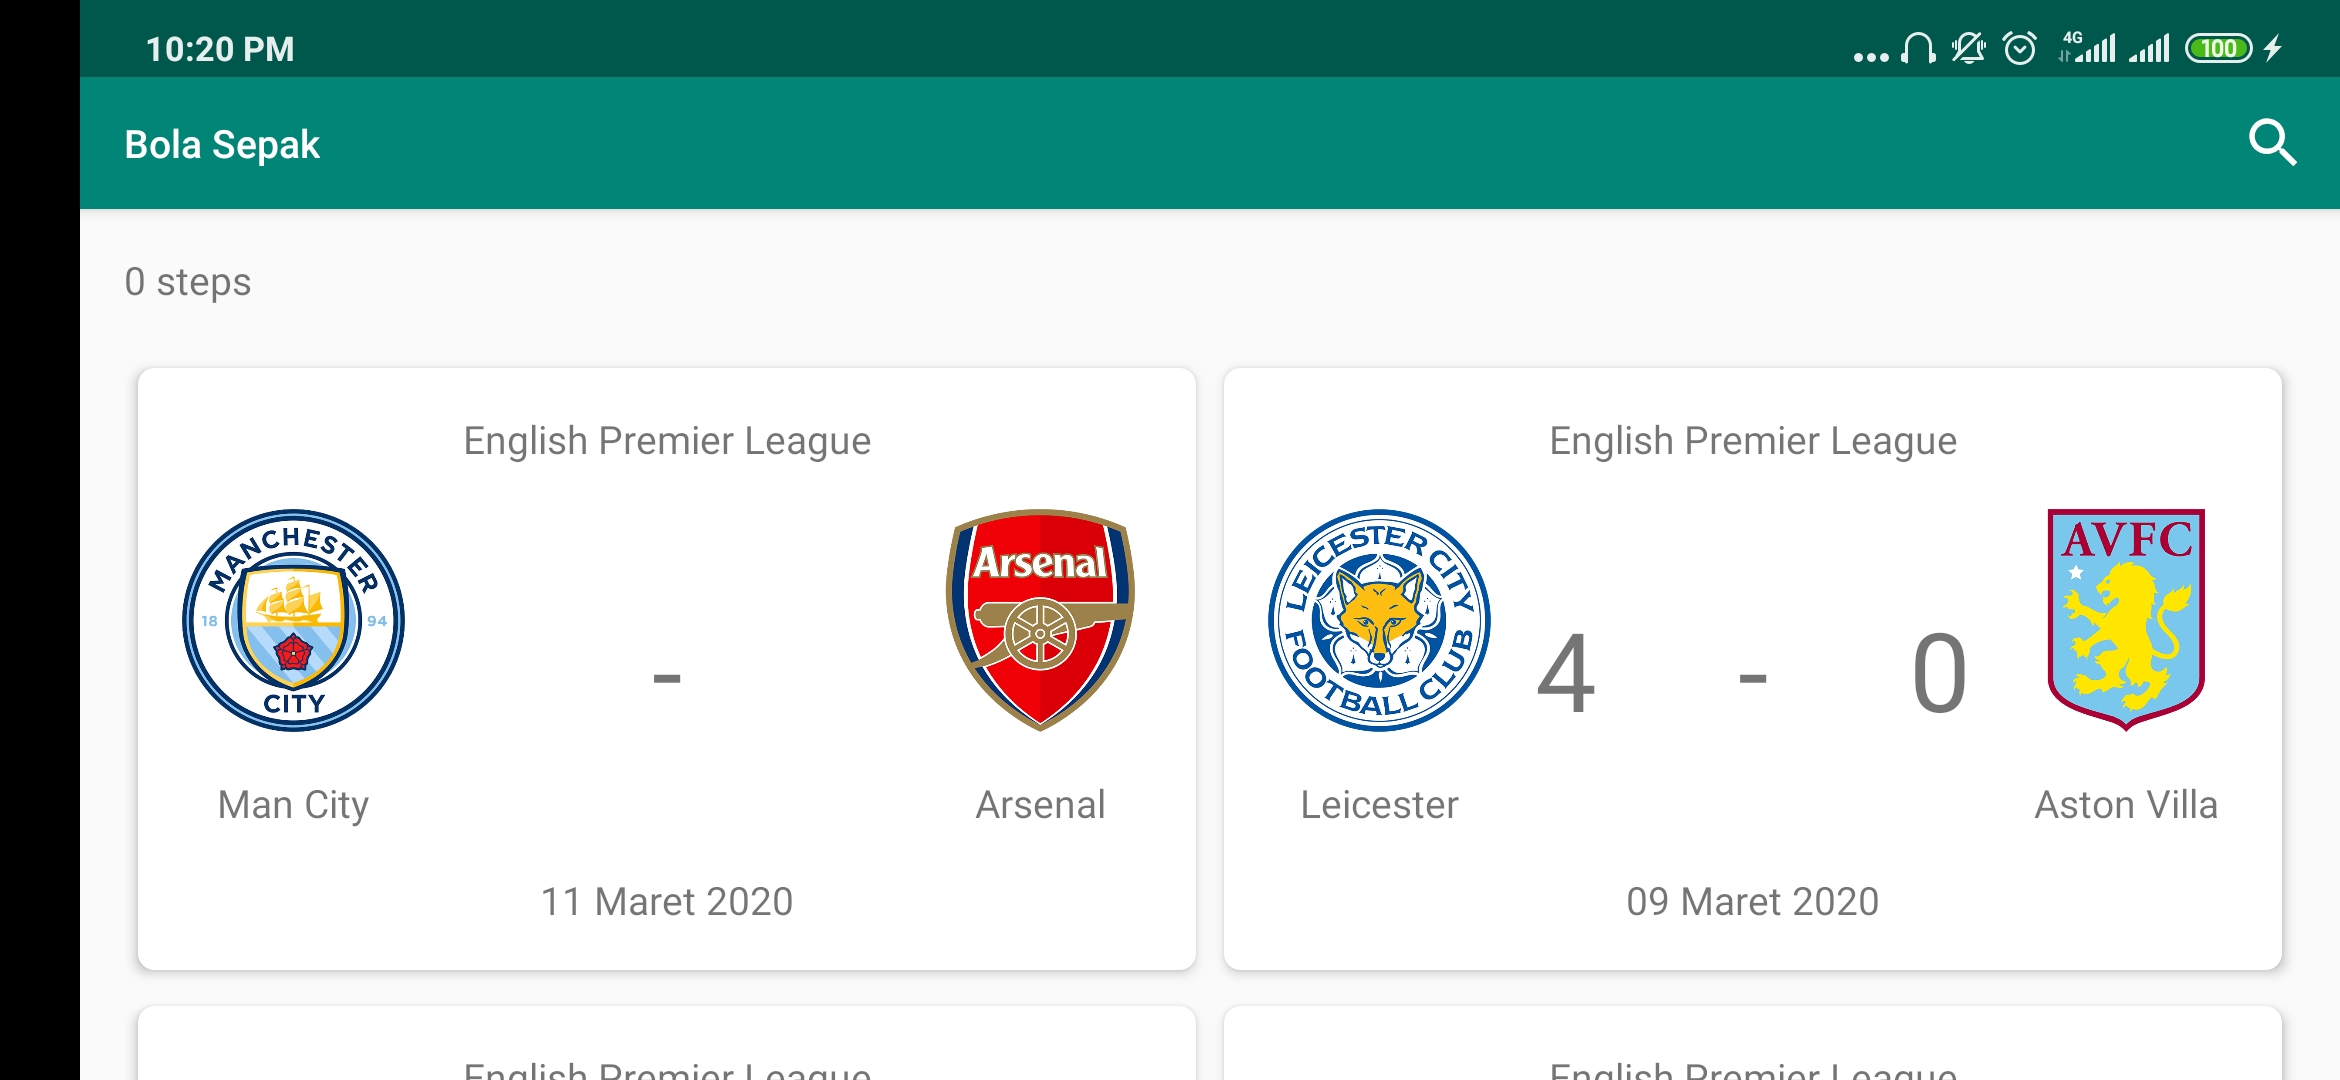 10:20 PM
4G
100
Bola Sepak
0 steps
English Premier League
MANCHESTER
18 94
CITY
Arsenal
-
Man City
Arsenal
11 Maret 2020
English Premier League
LEICESTER CITY
FOOTBALL CLUB
AVFC
4 - 0
Leicester
Aston Villa
09 Maret 2020
English Premier League
English Premier League